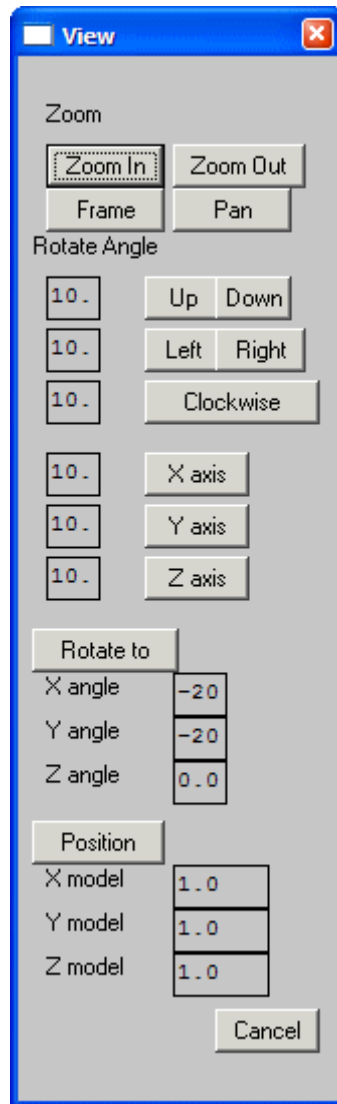 View
Zoom
Zoom In Zoom Out
Frame Pan
Rotate Angle
10. Up Down
10. Left Right
10. Clockwise
10. X axis
10. Y axis
10. Z axis
Rotate to
X angle -20
Y angle -20
Z angle 0.0
Position
X model 1.0
Y model 1.0
Z model 1.0
Cancel